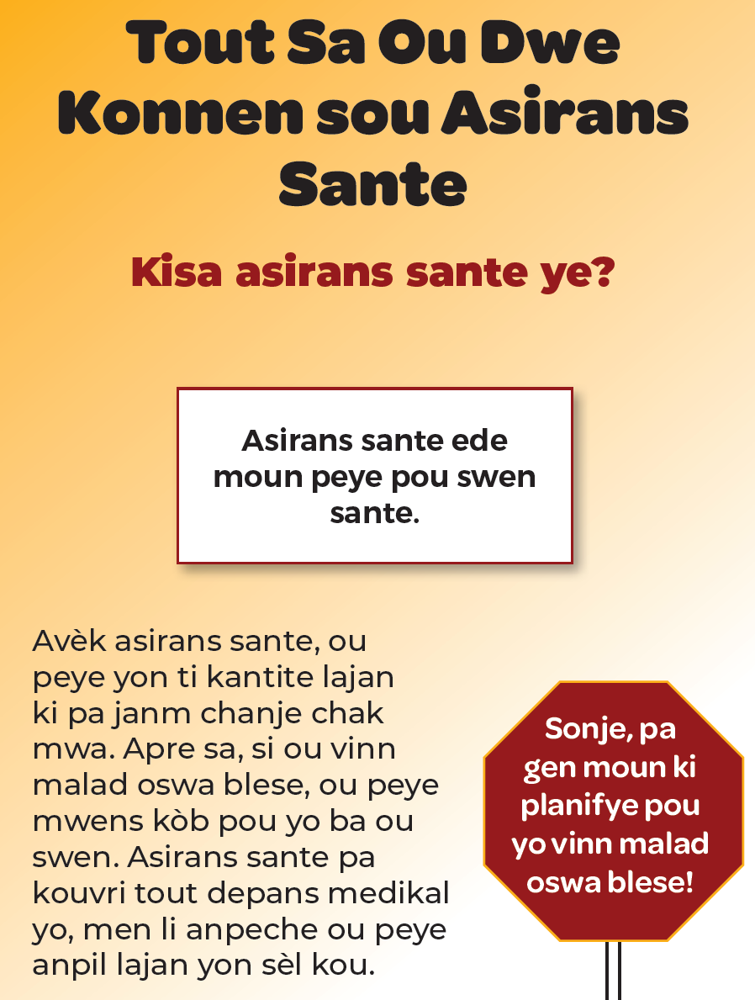 Tout Sa Ou Dwe
Konnen sou Asirans
Sante
Kisa asirans sante ye?
Asirans sante ede
moun peye pou swen
sante.
Avèk asirans sante, ou
peye yon ti kantite lajan
ki pa janm chanje chak
mwa. Apre sa, si ou vinn
malad oswa blese, ou peye
mwens kòb pou yo ba ou
swen. Asirans sante pa
kouvri tout depans medikal
yo, men li anpeche ou peye
anpil lajan yon sèl kou.
Sonje, pa
gen moun ki
planifye pou
yo vinn malad
oswa blese!